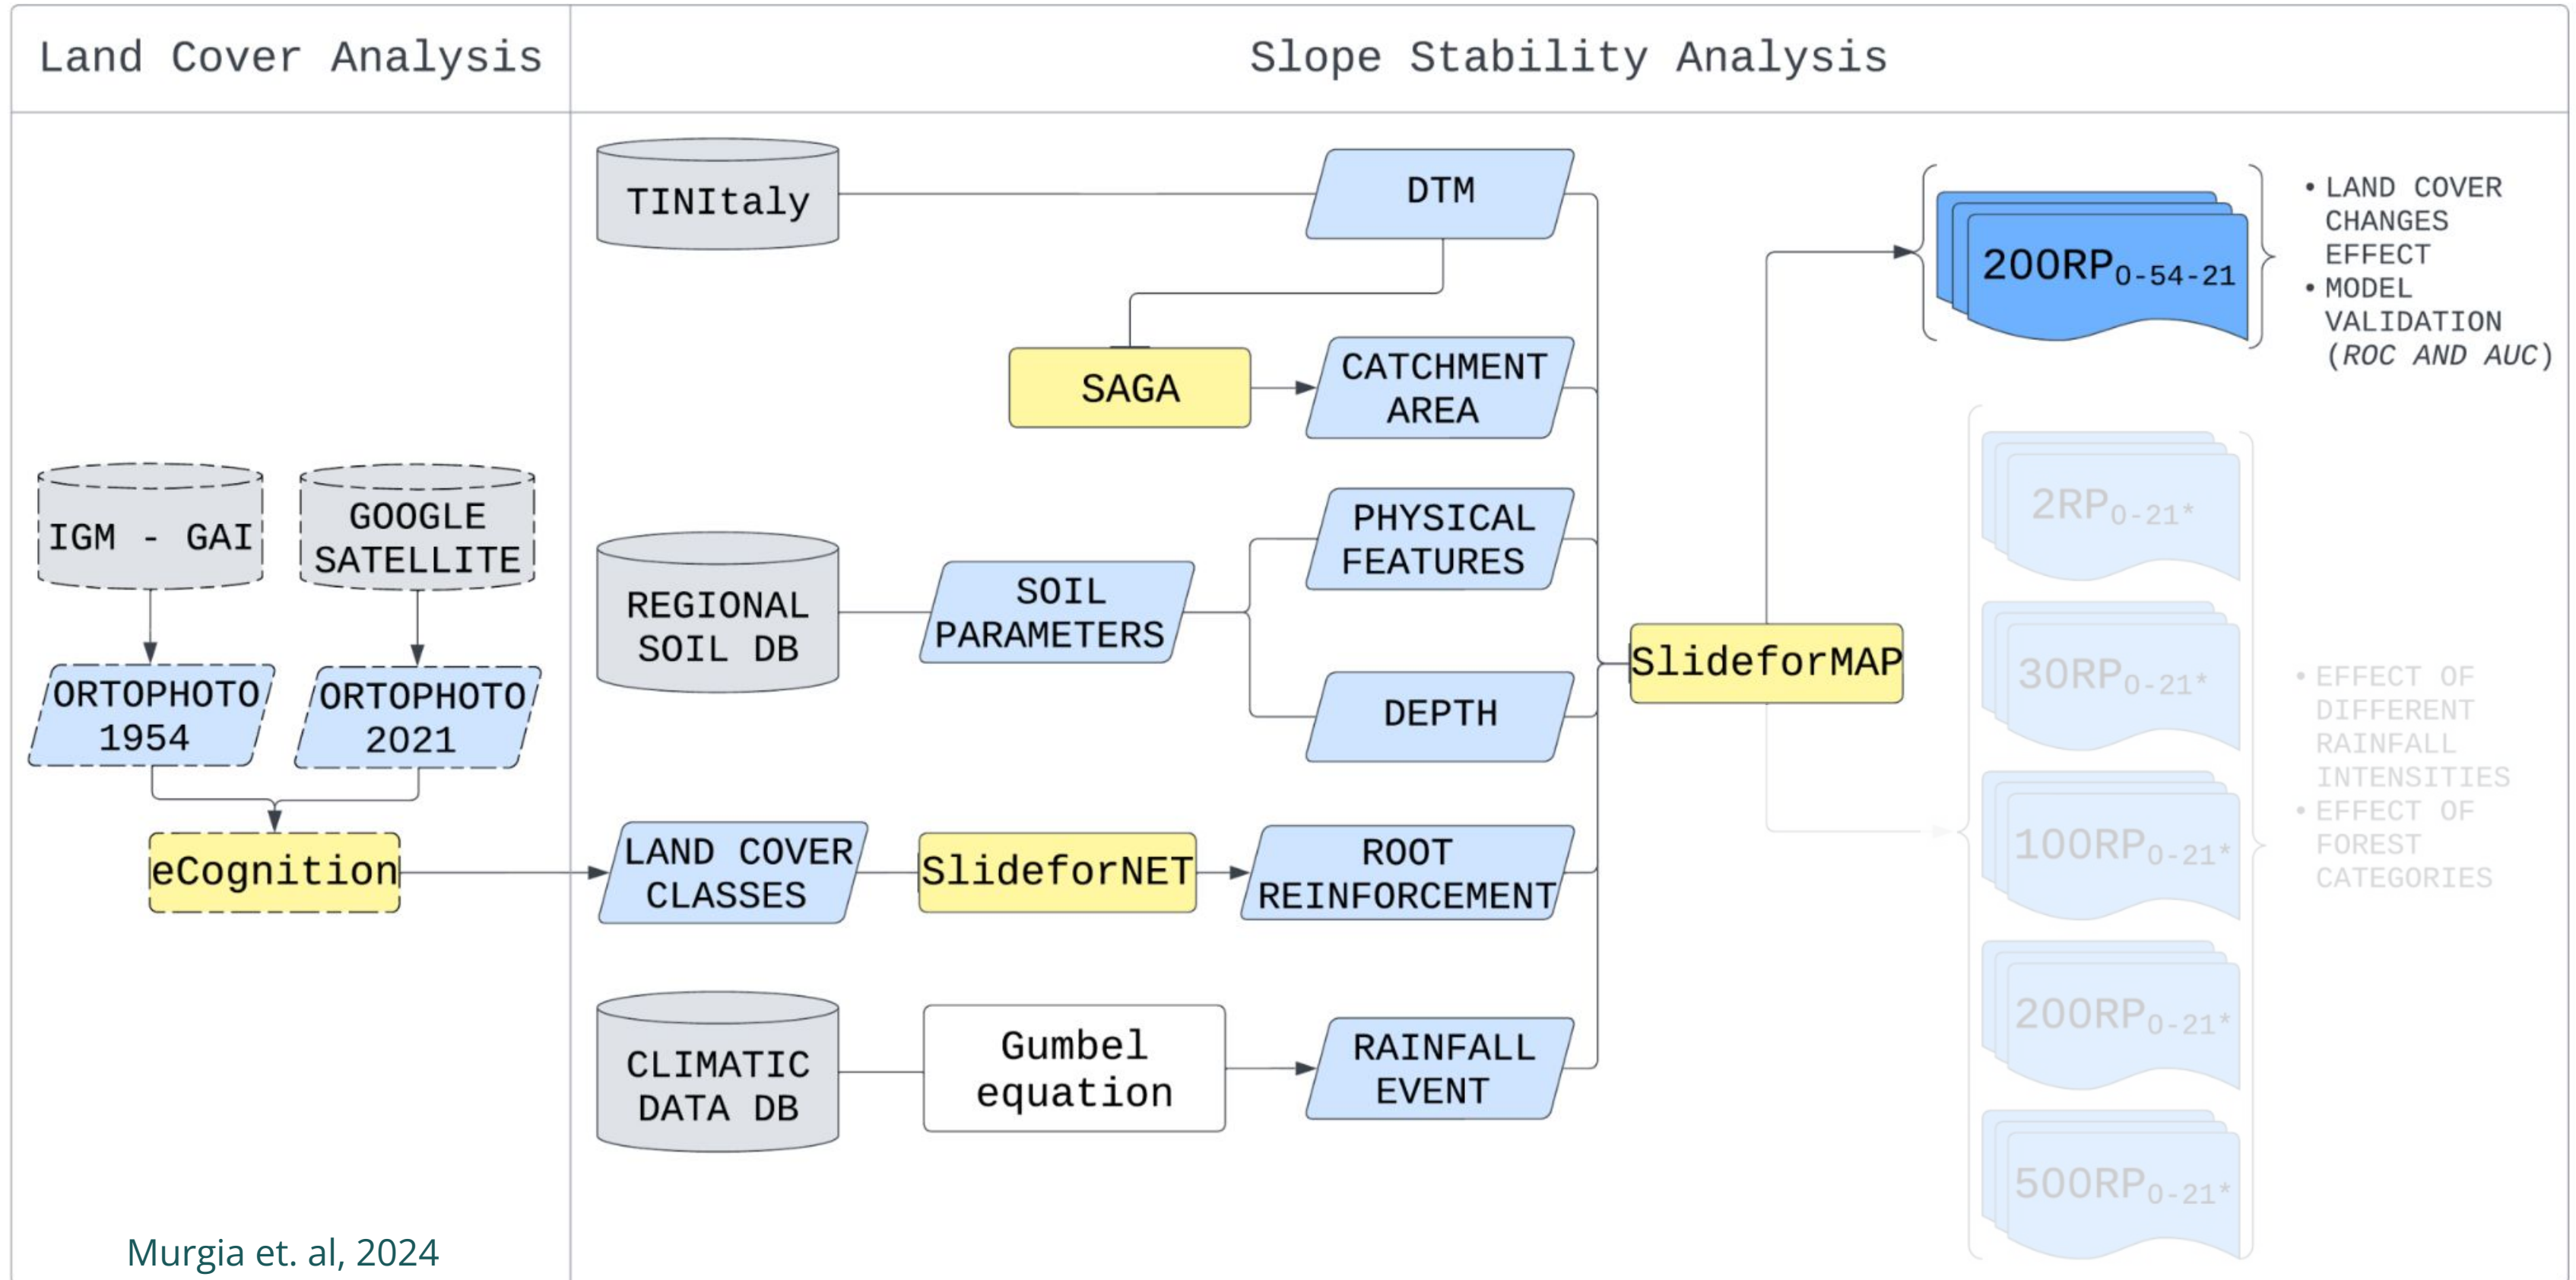 Land Cover Analysis
Slope Stability Analysis
IGM - GAI
GOOGLE
SATELLITE
ORTOPHOTO
1954
ORTOPHOTO
2021
eCognition
Murgia et. al, 2024
TINItaly
DTM
SAGA
CATCHMENT
AREA
REGIONAL
SOIL DB
SOIL
PARAMETERS
PHYSICAL
FEATURES
DEPTH
LAND COVER
CLASSES
SlideforNET
ROOT
REINFORCEMENT
CLIMATIC
DATA DB
Gumbel
equation
RAINFALL
EVENT
SlideforMAP
200RP0-54-21
• LAND COVER
CHANGES
EFFECT
• MODEL
VALIDATION
(ROC AND AUC)
2RP0-21*
30RP0-21*
100RP0-21*
200RP0-21*
500RP0-21*
• EFFECT OF
DIFFERENT
RAINFALL
INTENSITIES
• EFFECT OF
FOREST
CATEGORIES